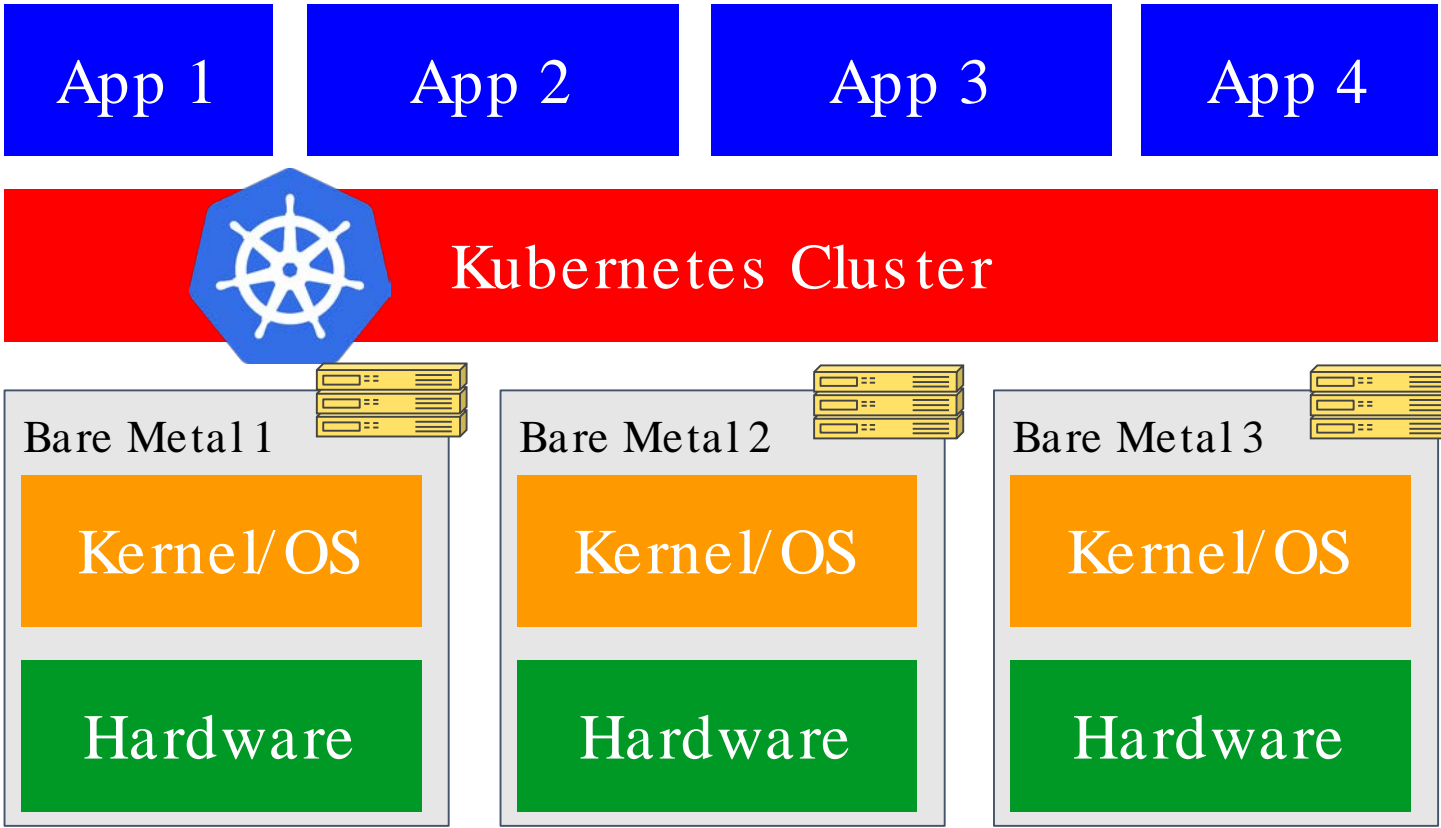 App 1
App 2
App 3
App 4
Kubernetes Cluster
Bare Metal 1
Bare Metal 2
Bare Metal 3
Kernel/OS
Kernel/OS
Kernel/OS
Hardware
Hardware
Hardware